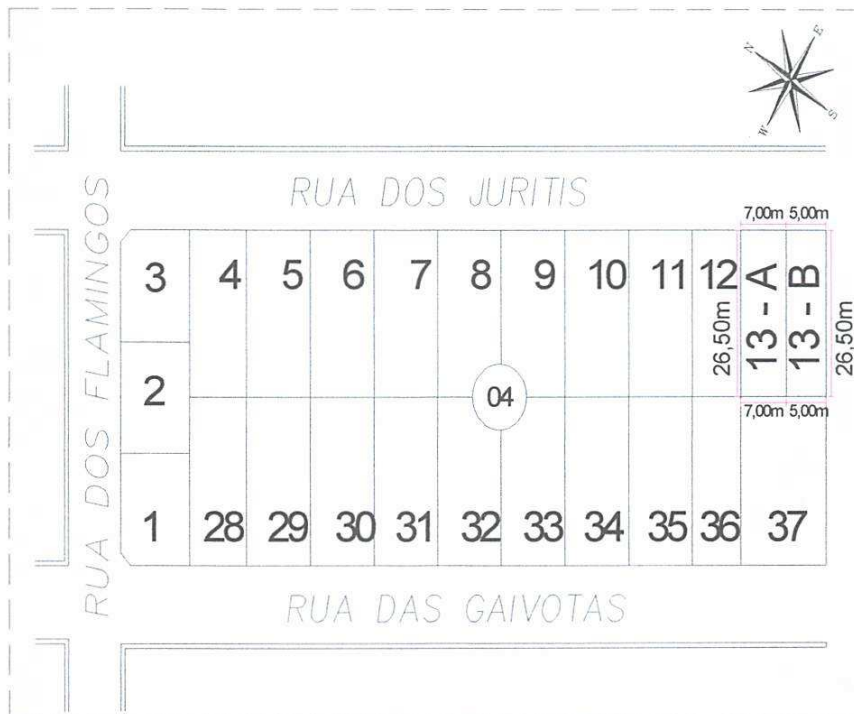 N
E
W
S
RUA DOS JURITIS
7,00m 5,00m
RUA DOS FLAMINGOS
3 4 5 6 7 8 9 10 11 12 13 - A 13 - B
26,50m
26,50m
2
04
7,00m 5,00m
1 28 29 30 31 32 33 34 35 36 37
RUA DAS GAIVOTAS